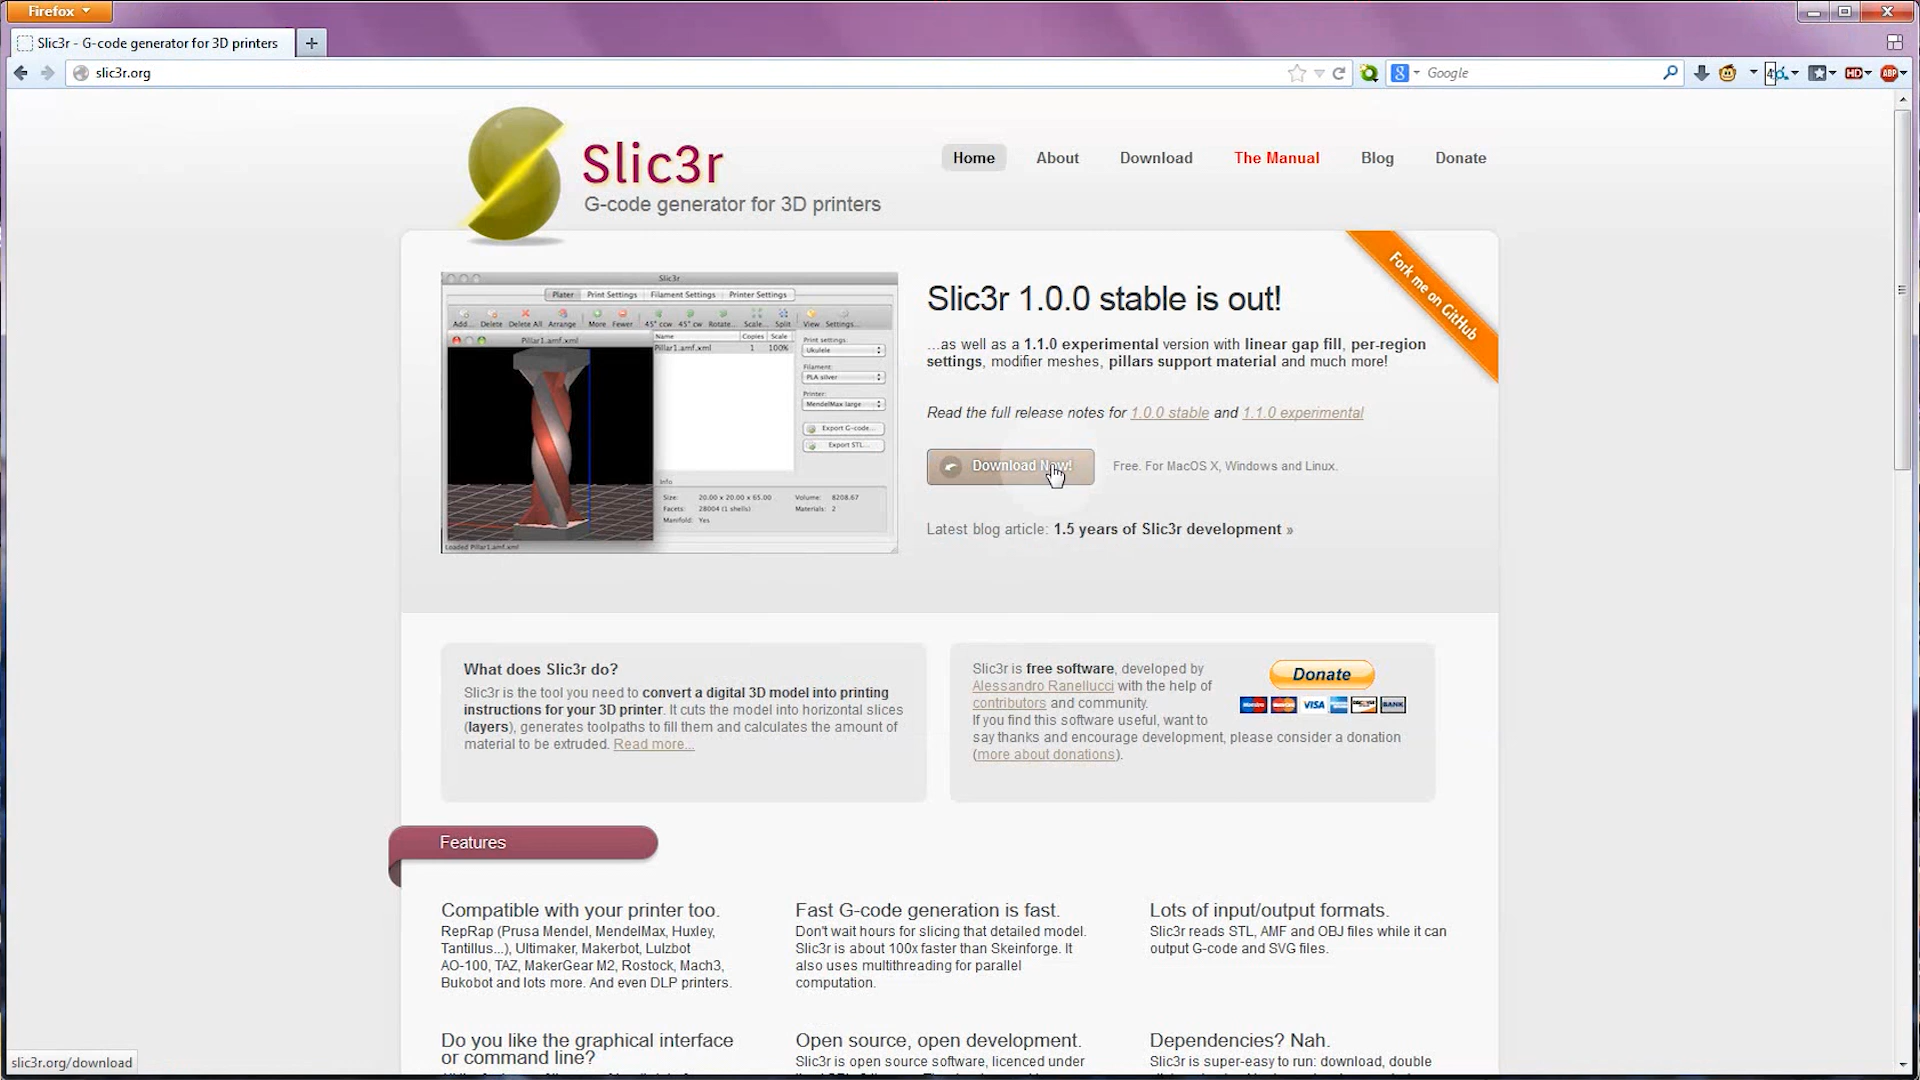 Firefox
Slic3r - G-code generator for 3D printers
slic3r.org
Google
HD
ABP
Slic3r
G-code generator for 3D printers
Home
About
Download
The Manual
Blog
Donate
Fork me on GitHub
Slic3r
Plater
Print Settings
Filament Settings
Printer Settings
Add...
Delete
Delete All
Arrange
More
Fewer
45° ccw
45° cw
Rotate...
Scale...
Split
View
Settings...
Pillar1.amf.xml
Name
Copies
Scale
Pillar1.amf.xml
1
100%
Print settings:
Ukulele
Filament:
PLA silver
Printer:
MendelMax large
Export G-code...
Export STL...
Info
Size: 20.00 x 20.00 x 65.00
Volume: 8208.67
Facets: 28004 (1 shells)
Materials: 2
Manifold: Yes
Loaded Pillar1.amf.xml
Slic3r 1.0.0 stable is out!
...as well as a 1.1.0 experimental version with linear gap fill, per-region
settings, modifier meshes, pillars support material and much more!
Read the full release notes for 1.0.0 stable and 1.1.0 experimental
Download Now!
Free. For MacOS X, Windows and Linux.
Latest blog article: 1.5 years of Slic3r development »
What does Slic3r do?
Slic3r is the tool you need to convert a digital 3D model into printing
instructions for your 3D printer. It cuts the model into horizontal slices
(layers), generates toolpaths to fill them and calculates the amount of
material to be extruded. Read more...
Slic3r is free software, developed by
Alessandro Ranellucci with the help of
contributors and community.
If you find this software useful, want to
say thanks and encourage development, please consider a donation
(more about donations).
Donate
VISA
BANK
Features
Compatible with your printer too.
RepRap (Prusa Mendel, MendelMax, Huxley,
Tantillus...), Ultimaker, Makerbot, Lulzbot
AO-100, TAZ, MakerGear M2, Rostock, Mach3,
Bukobot and lots more. And even DLP printers.
Fast G-code generation is fast.
Don't wait hours for slicing that detailed model.
Slic3r is about 100x faster than Skeinforge. It
also uses multithreading for parallel
computation.
Lots of input/output formats.
Slic3r reads STL, AMF and OBJ files while it can
output G-code and SVG files.
Do you like the graphical interface
or command line?
Open source, open development.
Slic3r is open source software, licenced under
Dependencies? Nah.
Slic3r is super-easy to run: download, double
slic3r.org/download